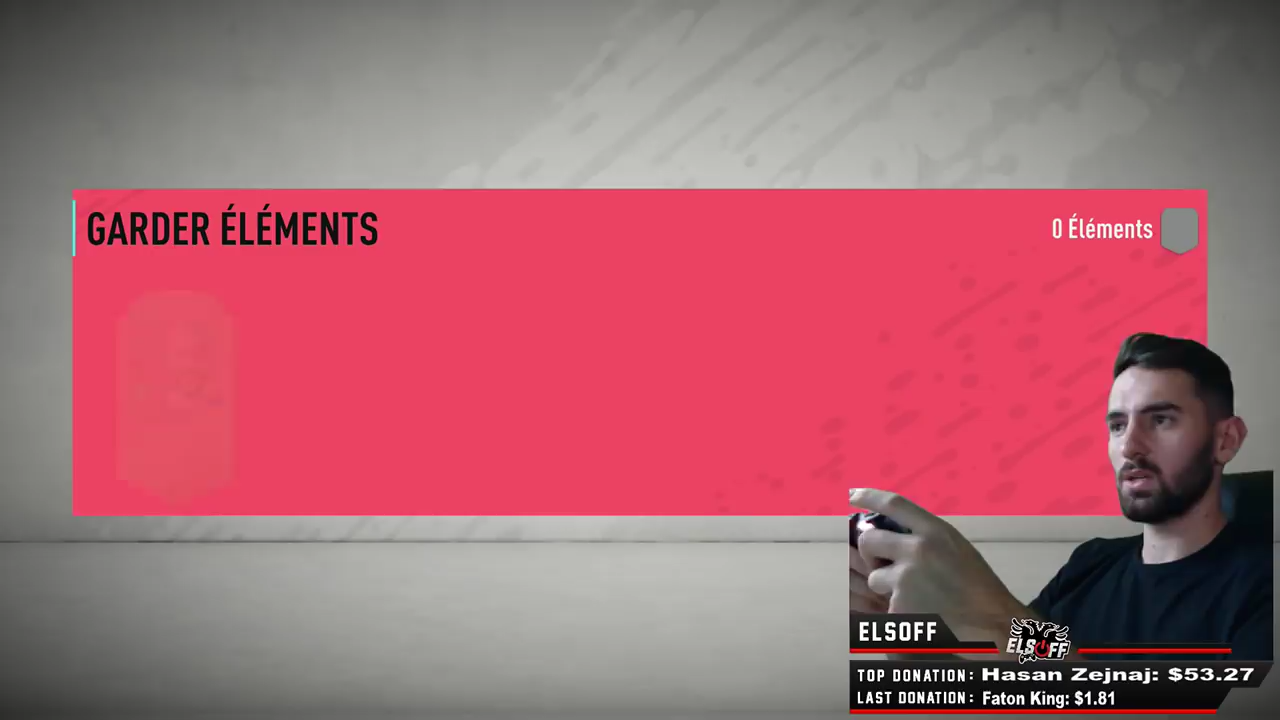 GARDER ÉLÉMENTS
0 Éléments
ELSOFF
ELSOFF
TOP DONATION: Hasan Zejnaj: $53.27
LAST DONATION: Faton King: $1.81